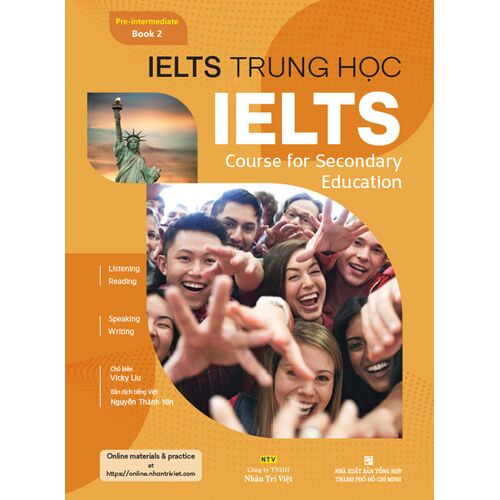 Pre-intermediate
Book 2
IELTS TRUNG HỌC
IELTS
Course for Secondary
Education
Listening
Reading
Speaking
Writing
Chủ biên
Vicky Liu
Bản dịch tiếng Việt
Nguyễn Thành Yến
Online materials & practice
at
https://online.nhantriviet.com
NTV
Công ty TNHH
Nhân Trí Việt
NHÀ XUẤT BẢN TỔNG HỢP
THÀNH PHỐ HỒ CHÍ MINH